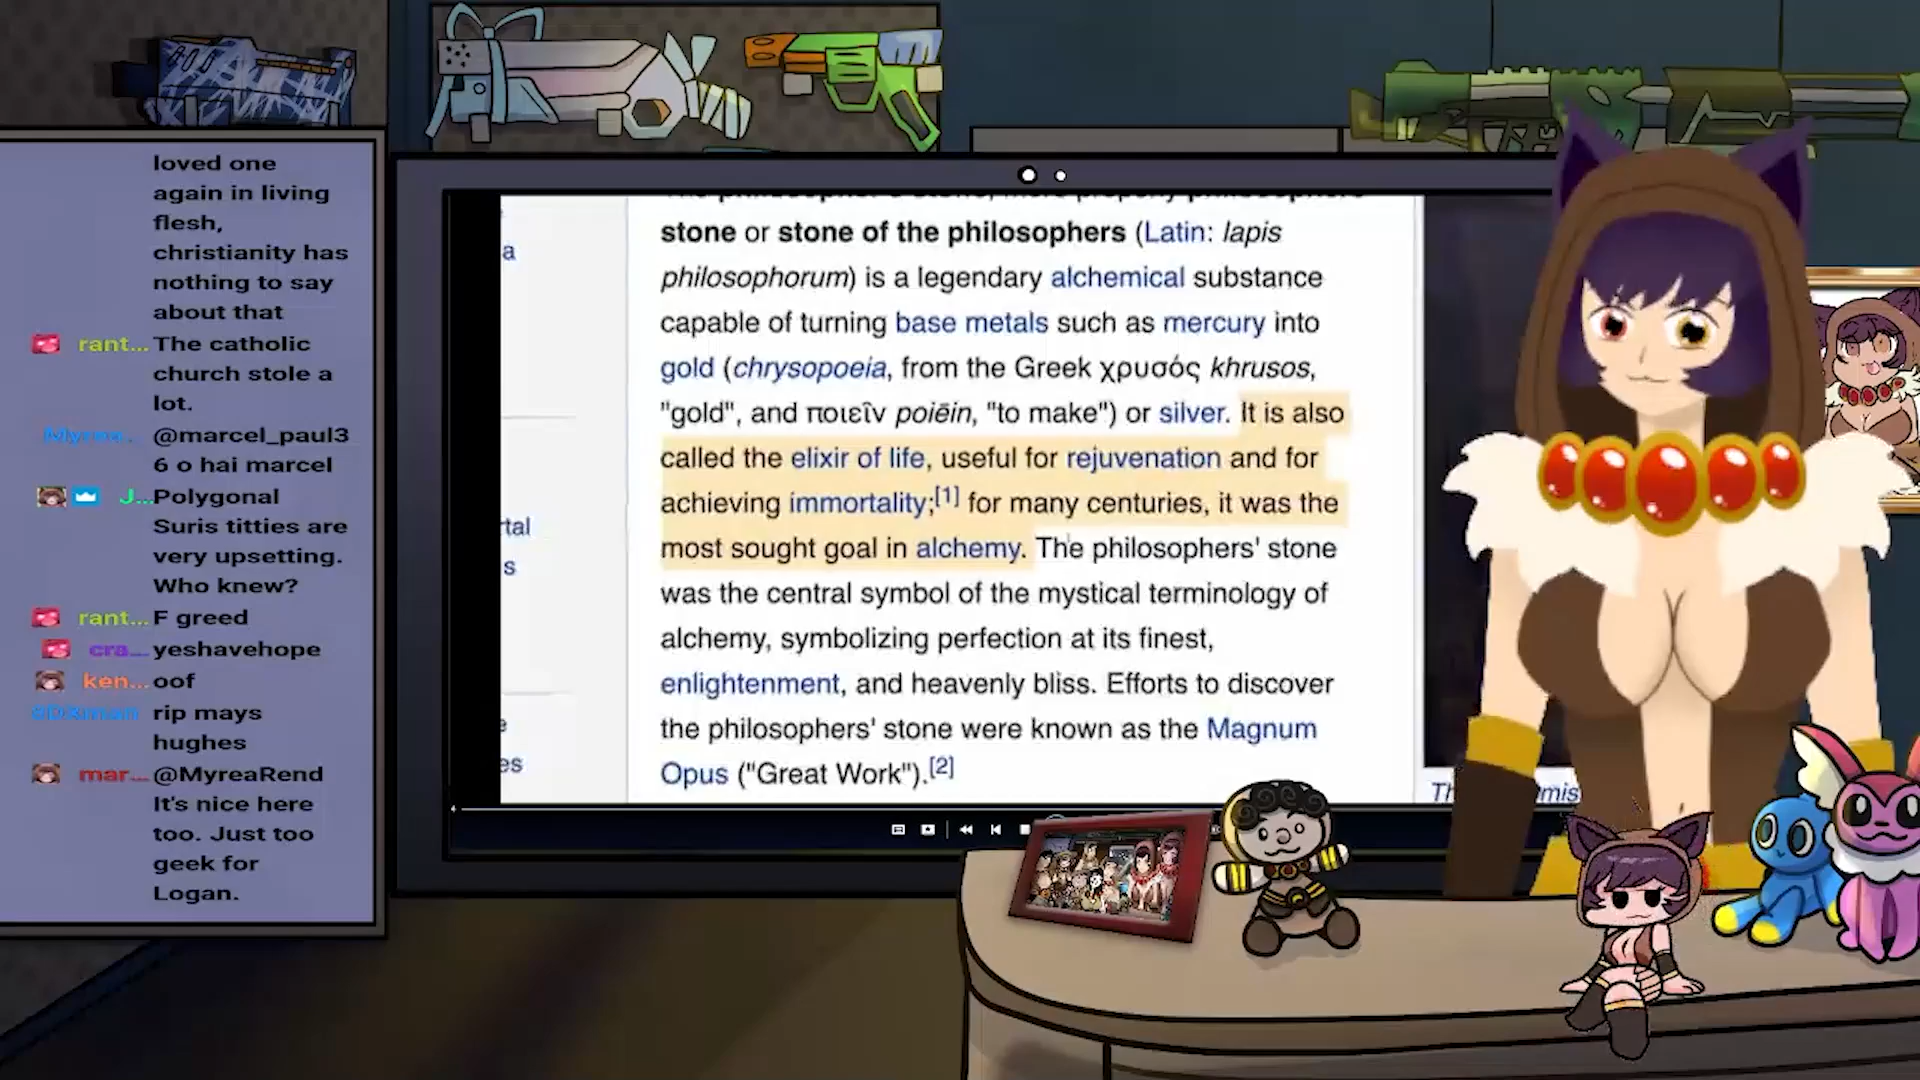 loved one
again in living
flesh,
christianity has
nothing to say
about that
rant... The catholic
church stole a
lot.
Myrea... @marcel_paul3
6 o hai marcel
J... Polygonal
Suris titties are
very upsetting.
Who knew?
rant... F greed
cra... yeshavehope
ken... oof
rip mays
hughes
mar... @MyreaRend
It's nice here
too. Just too
geek for
Logan.
a
tal
s
es
stone or stone of the philosophers (Latin: lapis
philosophorum) is a legendary alchemical substance
capable of turning base metals such as mercury into
gold (chrysopoeia, from the Greek χρυσός khrusos,
"gold", and ποιεῖν poiēin, "to make") or silver. It is also
called the elixir of life, useful for rejuvenation and for
achieving immortality;[1] for many centuries, it was the
most sought goal in alchemy. The philosophers' stone
was the central symbol of the mystical terminology of
alchemy, symbolizing perfection at its finest,
enlightenment, and heavenly bliss. Efforts to discover
the philosophers' stone were known as the Magnum
Opus ("Great Work").[2]